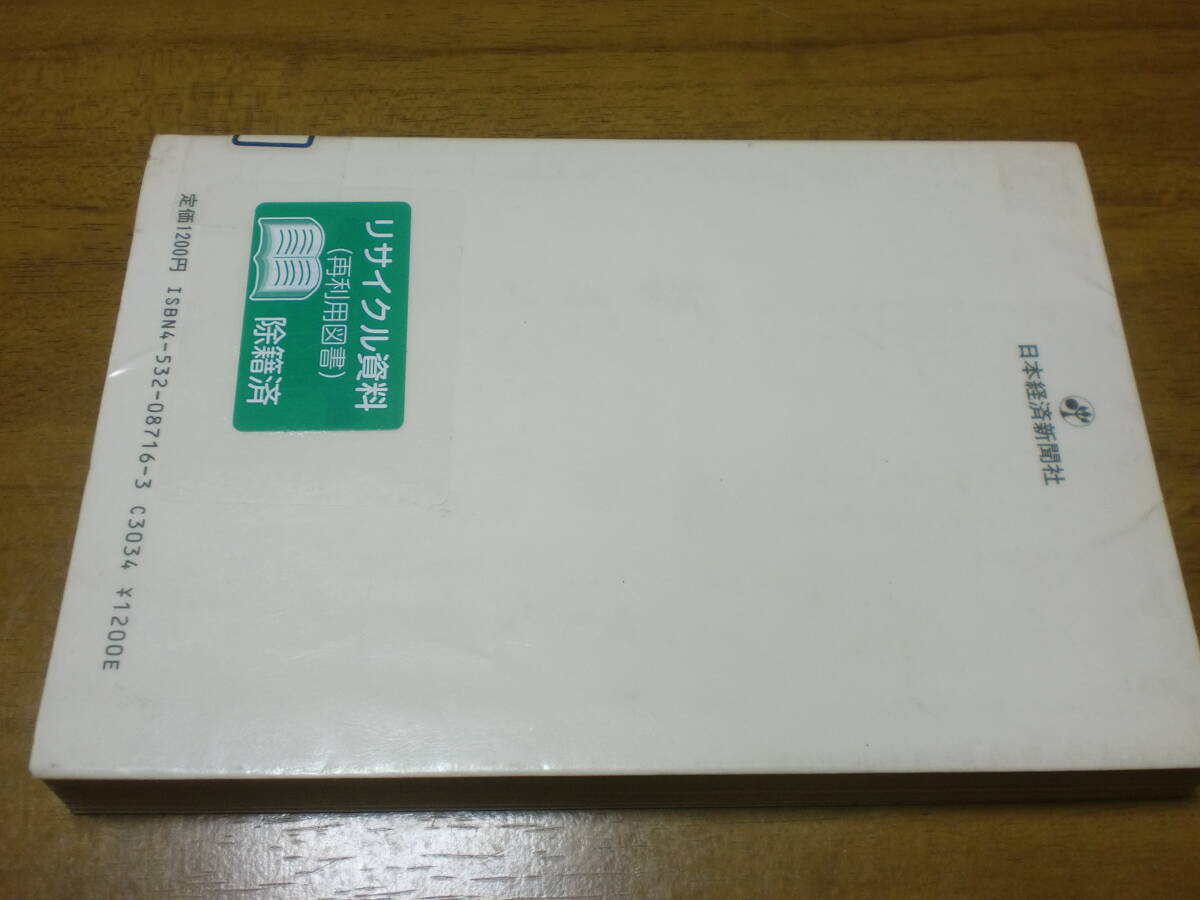 日本経済新聞社
リサイクル資料
(再利用図書)
除籍済
定価1200円 ISBN4-532-08716-3 C3034 ¥1200E